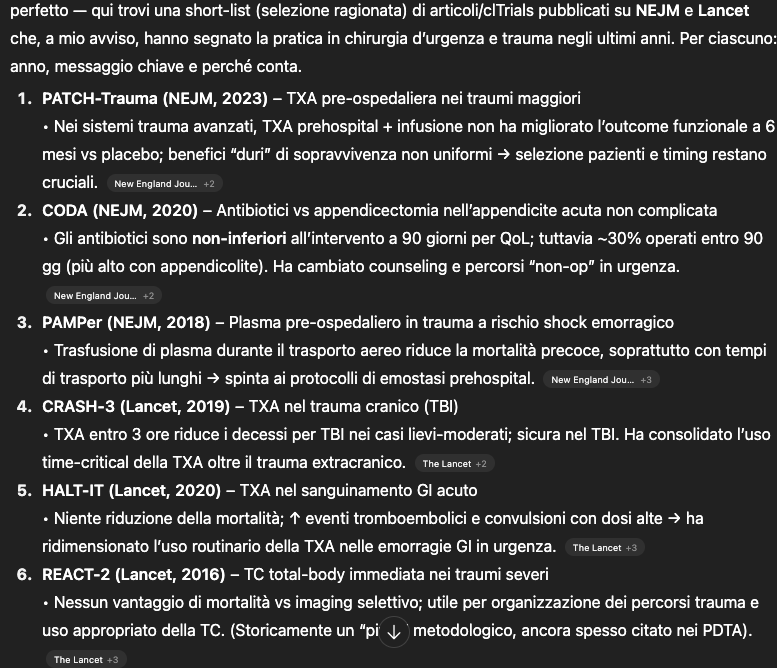 perfetto — qui trovi una short-list (selezione ragionata) di articoli/clTrials pubblicati su NEJM e Lancet
che, a mio avviso, hanno segnato la pratica in chirurgia d’urgenza e trauma negli ultimi anni. Per ciascuno:
anno, messaggio chiave e perché conta.
1. PATCH-Trauma (NEJM, 2023) – TXA pre-ospedaliera nei traumi maggiori
• Nei sistemi trauma avanzati, TXA prehospital + infusione non ha migliorato l’outcome funzionale a 6
mesi vs placebo; benefici “duri” di sopravvivenza non uniformi → selezione pazienti e timing restano
cruciali. New England Jou... +2
2. CODA (NEJM, 2020) – Antibiotici vs appendicectomia nell’appendicite acuta non complicata
• Gli antibiotici sono non-inferiori all’intervento a 90 giorni per QoL; tuttavia ~30% operati entro 90
gg (più alto con appendicolite). Ha cambiato counseling e percorsi “non-op” in urgenza.
New England Jou... +2
3. PAMPer (NEJM, 2018) – Plasma pre-ospedaliero in trauma a rischio shock emorragico
• Trasfusione di plasma durante il trasporto aereo riduce la mortalità precoce, soprattutto con tempi
di trasporto più lunghi → spinta ai protocolli di emostasi prehospital. New England Jou... +3
4. CRASH-3 (Lancet, 2019) – TXA nel trauma cranico (TBI)
• TXA entro 3 ore riduce i decessi per TBI nei casi lievi-moderati; sicura nel TBI. Ha consolidato l’uso
time-critical della TXA oltre il trauma extracranico. The Lancet +2
5. HALT-IT (Lancet, 2020) – TXA nel sanguinamento GI acuto
• Niente riduzione della mortalità; ↑ eventi tromboembolici e convulsioni con dosi alte → ha
ridimensionato l’uso routinario della TXA nelle emorragie GI in urgenza. The Lancet +3
6. REACT-2 (Lancet, 2016) – TC total-body immediata nei traumi severi
• Nessun vantaggio di mortalità vs imaging selettivo; utile per organizzazione dei percorsi trauma e
uso appropriato della TC. (Storicamente un metodologico, ancora spesso citato nei PDTA).
The Lancet +3